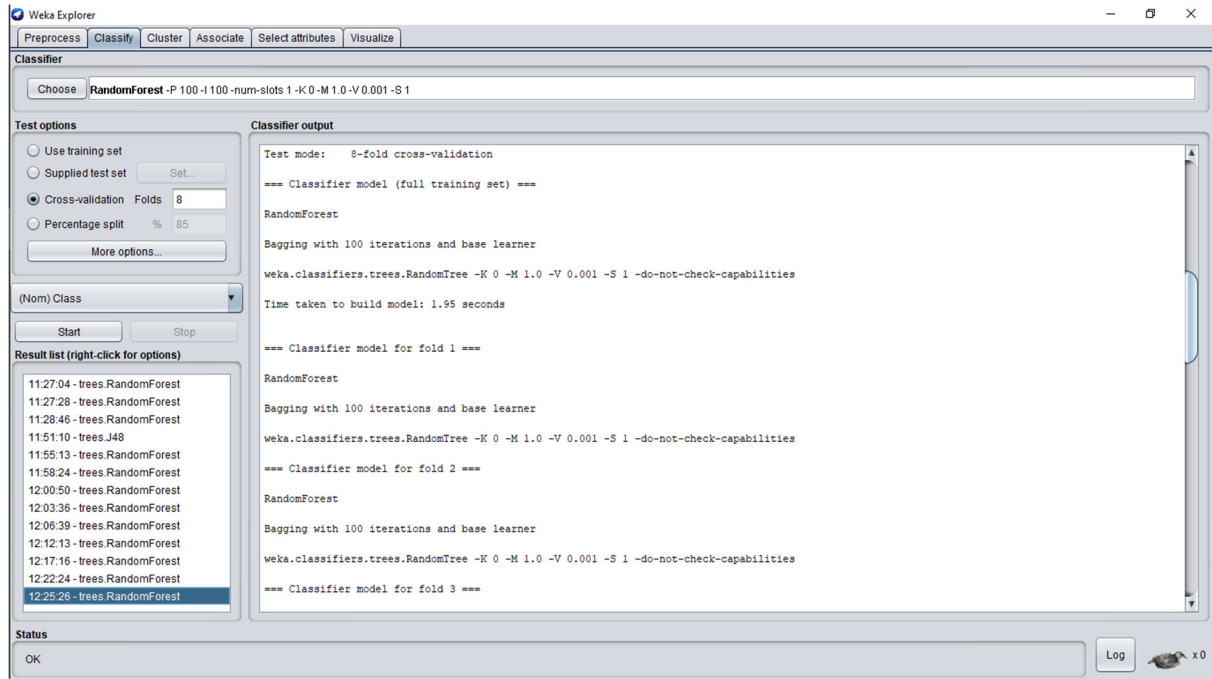 Weka Explorer
Preprocess Classify Cluster Associate Select attributes Visualize
Classifier
Choose RandomForest -P 100 -I 100 -num-slots 1 -K 0 -M 1.0 -V 0.001 -S 1
Test options
Use training set
Supplied test set Set...
Cross-validation Folds 8
Percentage split % 85
More options...
(Nom) Class
Start Stop
Result list (right-click for options)
11:27:04 - trees.RandomForest
11:27:28 - trees.RandomForest
11:28:46 - trees.RandomForest
11:51:10 - trees.J48
11:55:13 - trees.RandomForest
11:58:24 - trees.RandomForest
12:00:50 - trees.RandomForest
12:03:36 - trees.RandomForest
12:06:39 - trees.RandomForest
12:12:13 - trees.RandomForest
12:17:16 - trees.RandomForest
12:22:24 - trees.RandomForest
12:25:26 - trees.RandomForest
Classifier output
Test mode: 8-fold cross-validation
=== Classifier model (full training set) ===
RandomForest
Bagging with 100 iterations and base learner
weka.classifiers.trees.RandomTree -K 0 -M 1.0 -V 0.001 -S 1 -do-not-check-capabilities
Time taken to build model: 1.95 seconds
=== Classifier model for fold 1 ===
RandomForest
Bagging with 100 iterations and base learner
weka.classifiers.trees.RandomTree -K 0 -M 1.0 -V 0.001 -S 1 -do-not-check-capabilities
=== Classifier model for fold 2 ===
RandomForest
Bagging with 100 iterations and base learner
weka.classifiers.trees.RandomTree -K 0 -M 1.0 -V 0.001 -S 1 -do-not-check-capabilities
=== Classifier model for fold 3 ===
Status
OK
Log x 0